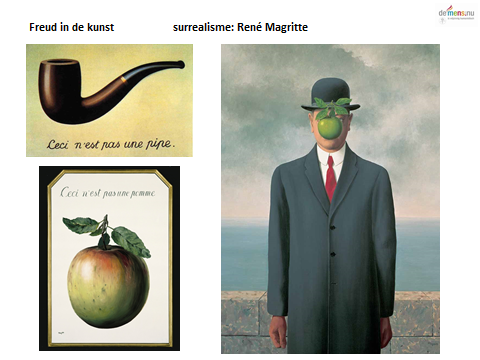 Freud in de kunst surrealisme: René Magritte
de mens.nu
Ceci n'est pas une pipe.
Ceci n'est pas une pomme